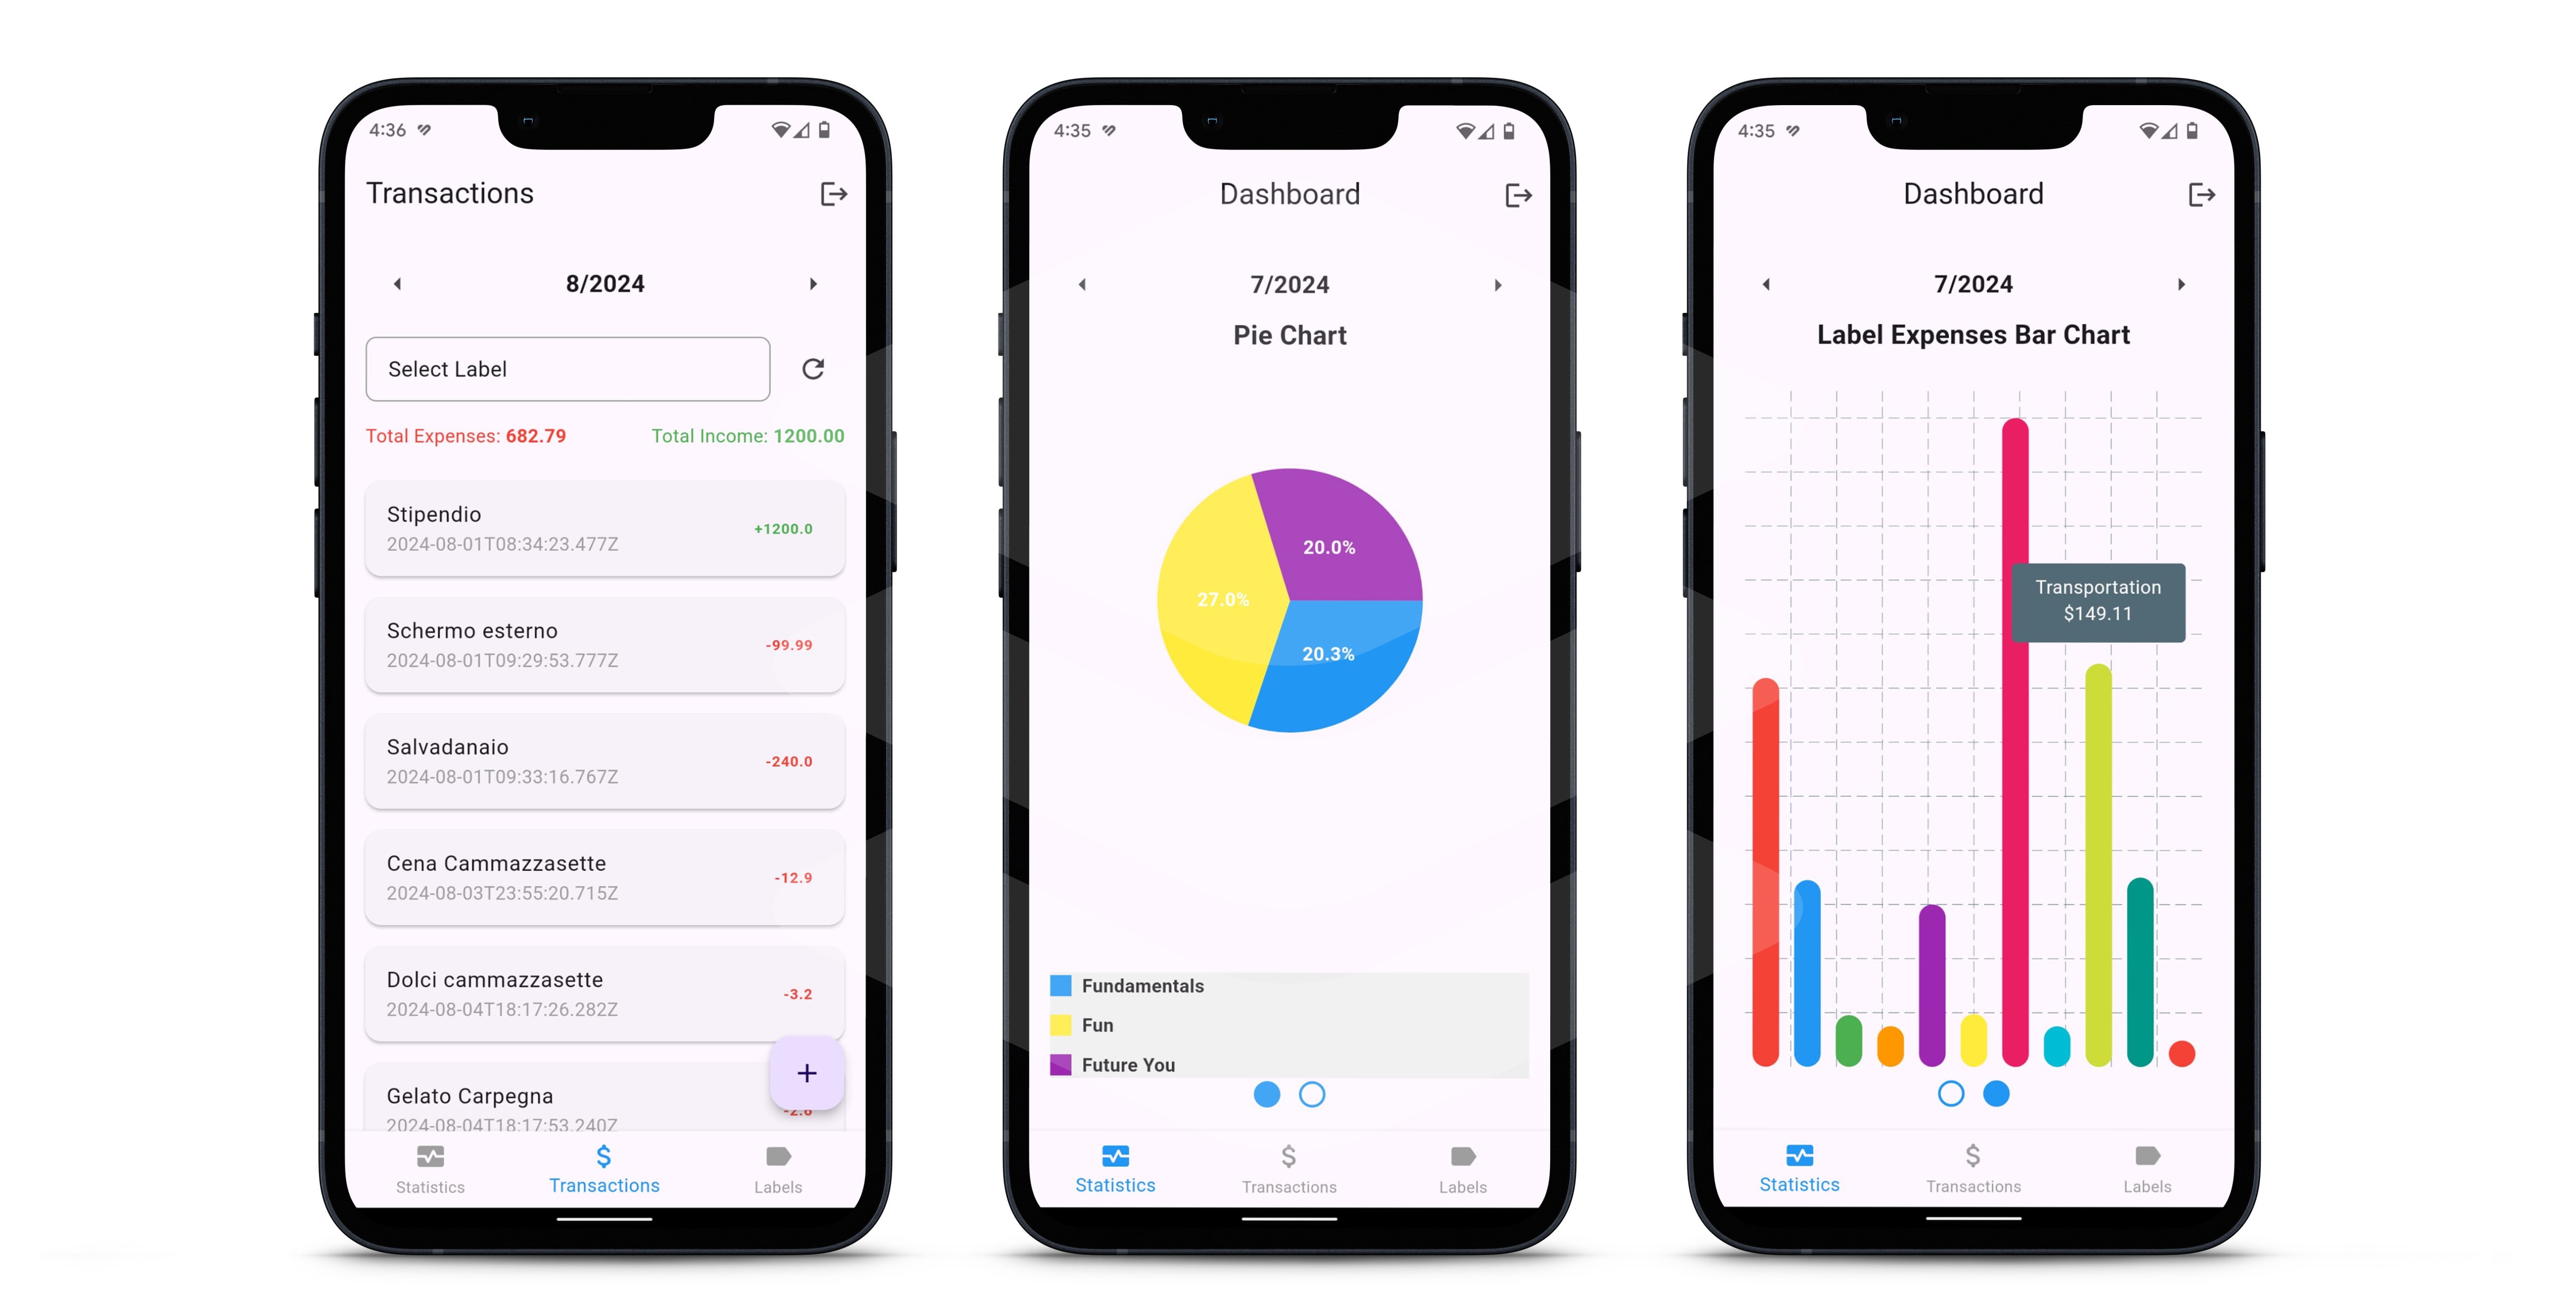 4:36
Transactions
8/2024
Select Label
Total Expenses: 682.79
Total Income: 1200.00
Stipendio
2024-08-01T08:34:23.477Z
+1200.0
Schermo esterno
2024-08-01T09:29:53.777Z
-99.99
Salvadanaio
2024-08-01T09:33:16.767Z
-240.0
Cena Cammazzasette
2024-08-03T23:55:20.715Z
-12.9
Dolci cammazzasette
2024-08-04T18:17:26.282Z
-3.2
Gelato Carpegna
2024-08-04T18:17:53.240Z
+
Statistics
$
Transactions
Labels
4:35
Dashboard
7/2024
Pie Chart
20.0%
27.0%
20.3%
Fundamentals
Fun
Future You
Statistics
$
Transactions
Labels
4:35
Dashboard
7/2024
Label Expenses Bar Chart
Transportation
$149.11
Statistics
$
Transactions
Labels